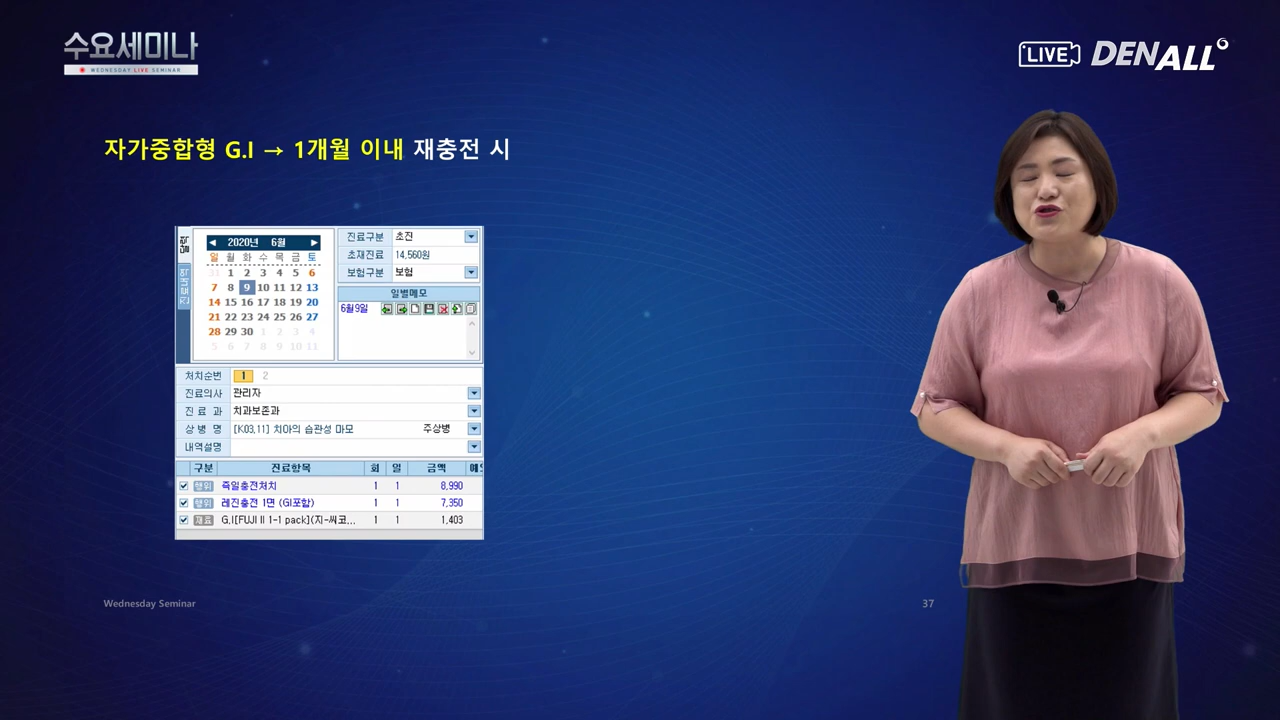 수요세미나
WEDNESDAY LIVE SEMINAR
LIVE DENALL
자가중합형 G.I → 1개월 이내 재충전 시
◀ 2020년 6월 ▶
일 월 화 수 목 금 토
31 1 2 3 4 5 6
7 8 9 10 11 12 13
14 15 16 17 18 19 20
21 22 23 24 25 26 27
28 29 30 1 2 3 4
5 6 7 8 9 10 11
진료구분 초진
초재진료 14,560원
보험구분 보험
일별메모
6월9일
처치순번 1 2
진료의사 관리자
진 료 과 치과보존과
상 병 명 [K03.11] 치아의 습관성 마모 주상병
내역설명
구분 진료항목 회 일 금액
행위 즉일충전처치 1 1 8,990
행위 레진충전 1면 (GI포함) 1 1 7,350
재료 G.I[FUJI II 1-1 pack](지-씨코... 1 1 1,403
Wednesday Seminar
37